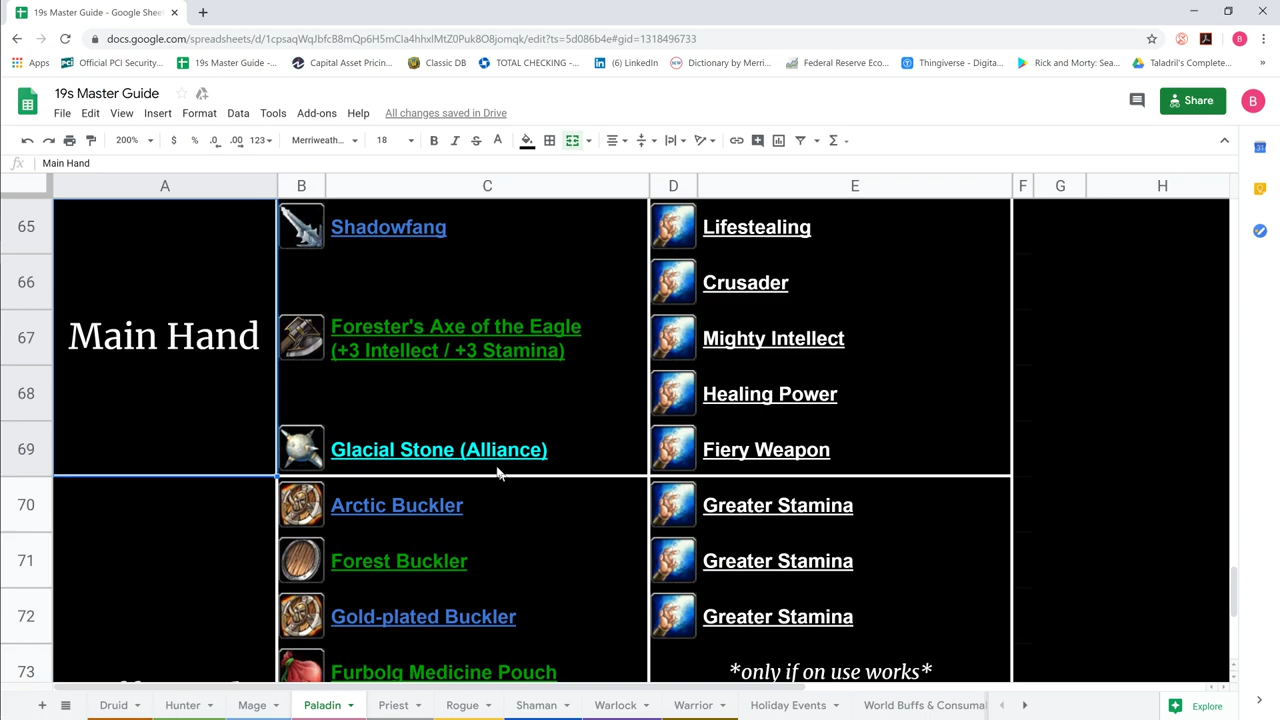 19s Master Guide - Google Shee
docs.google.com/spreadsheets/d/1cpsaqWqJbfcB8mQp6H5mCla4hhxlMtZ0Puk8O8jomqk/edit?ts=5d086b4e#gid=1318496733
Apps
Official PCI Security...
19s Master Guide -...
Capital Asset Pricin...
Classic DB
TOTAL CHECKING -...
(6) LinkedIn
Dictionary by Merri...
Federal Reserve Eco...
Thingiverse - Digita...
Rick and Morty: Sea...
Taladril's Complete...
19s Master Guide
Share
B
File Edit View Insert Format Data Tools Add-ons Help All changes saved in Drive
200% $ % .0 .00 123 Merriweath... 18 B I S A
fx Main Hand
A B C D E F G H
65 Shadowfang Lifestealing
66 Crusader
67 Main Hand Forester's Axe of the Eagle
(+3 Intellect / +3 Stamina) Mighty Intellect
68 Healing Power
69 Glacial Stone (Alliance) Fiery Weapon
70 Arctic Buckler Greater Stamina
71 Forest Buckler Greater Stamina
72 Gold-plated Buckler Greater Stamina
73 Furbolg Medicine Pouch *only if on use works*
Druid Hunter Mage Paladin Priest Rogue Shaman Warlock Warrior Holiday Events World Buffs & Consuma
Explore